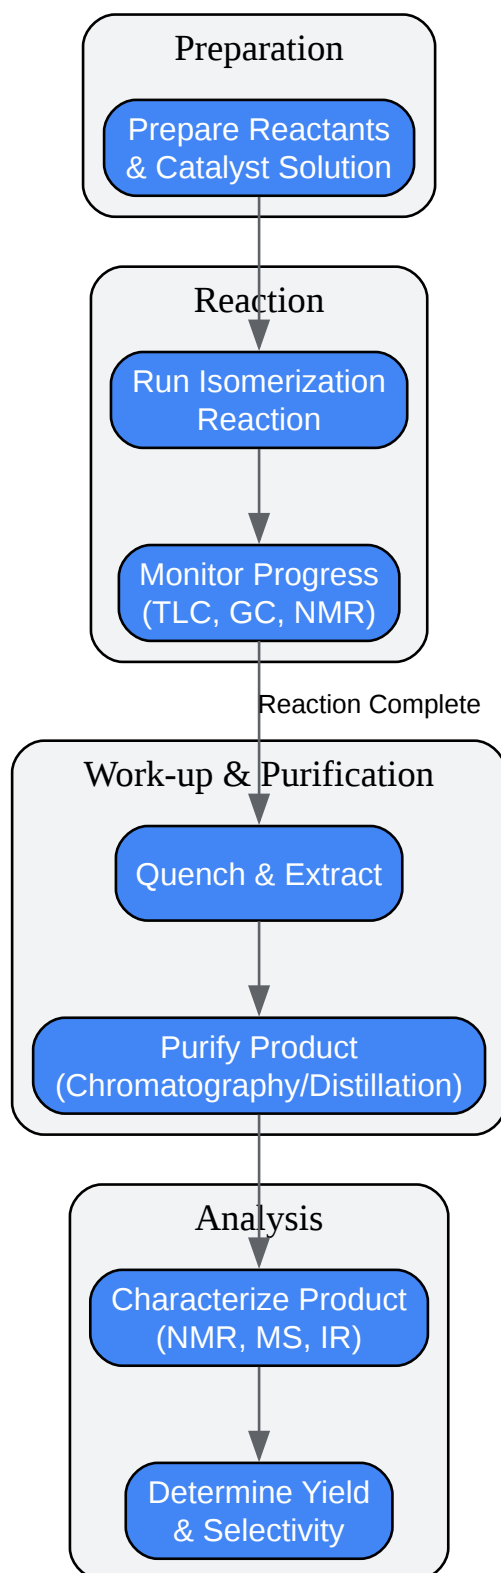 Preparation
Prepare Reactants
& Catalyst Solution
Reaction
Run Isomerization
Reaction
Monitor Progress
(TLC, GC, NMR)
Reaction Complete
Work-up & Purification
Quench & Extract
Purify Product
(Chromatography/Distillation)
Analysis
Characterize Product
(NMR, MS, IR)
Determine Yield
& Selectivity